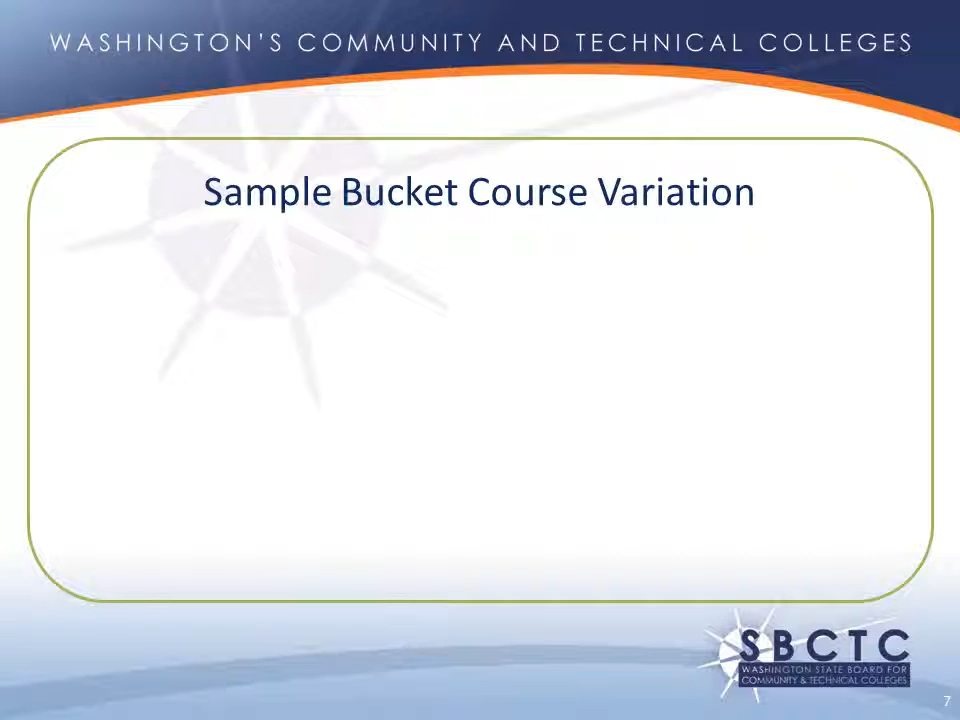 WASHINGTON'S COMMUNITY AND TECHNICAL COLLEGES
Sample Bucket Course Variation
SBCTC
WASHINGTON STATE BOARD FOR
COMMUNITY & TECHNICAL COLLEGES
7